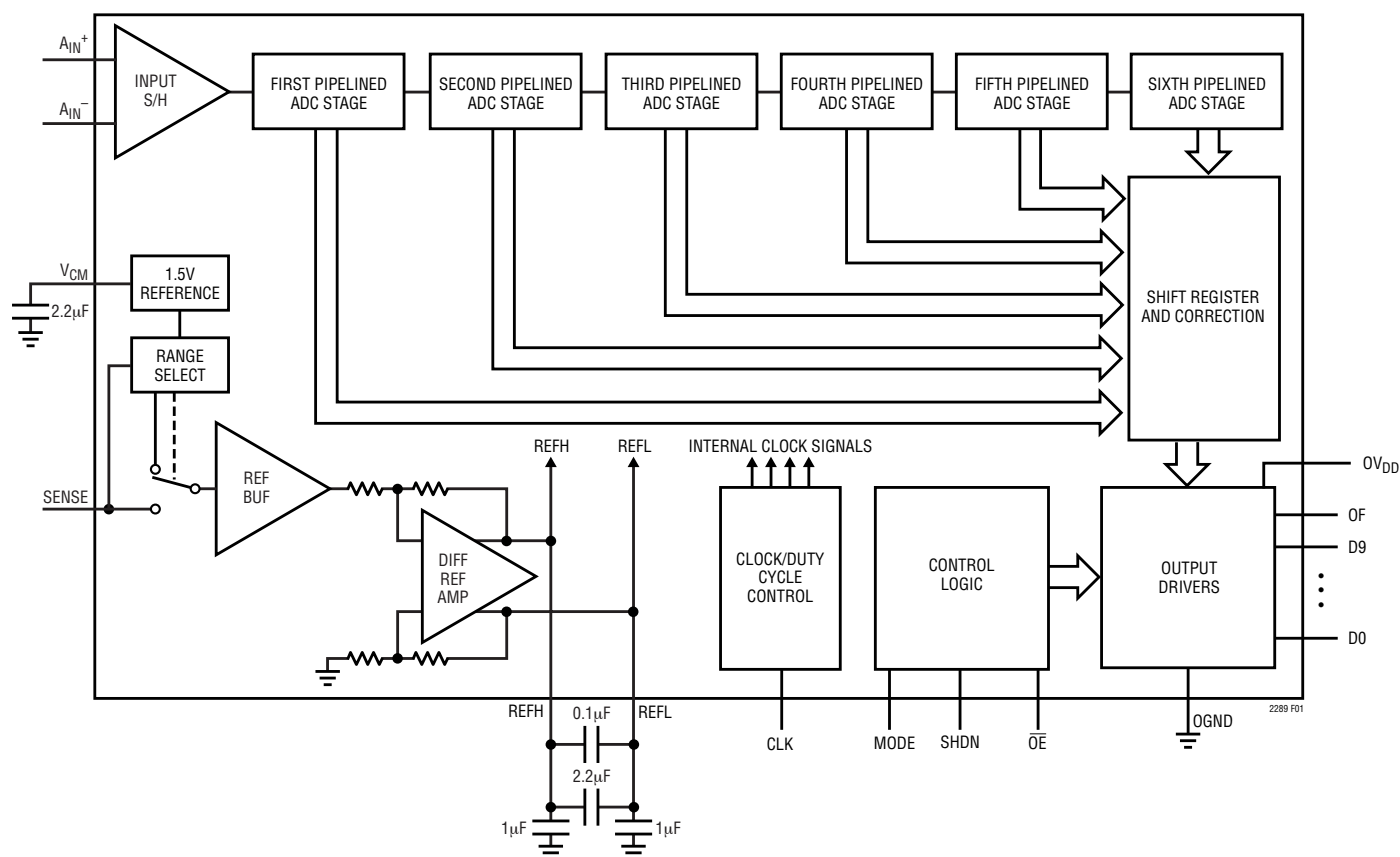 AIN+
AIN–
INPUT
S/H
FIRST PIPELINED
ADC STAGE
SECOND PIPELINED
ADC STAGE
THIRD PIPELINED
ADC STAGE
FOURTH PIPELINED
ADC STAGE
FIFTH PIPELINED
ADC STAGE
SIXTH PIPELINED
ADC STAGE
SHIFT REGISTER
AND CORRECTION
VCM
2.2µF
1.5V
REFERENCE
RANGE
SELECT
SENSE
REF
BUF
DIFF
REF
AMP
REFH
REFL
INTERNAL CLOCK SIGNALS
CLOCK/DUTY
CYCLE
CONTROL
CONTROL
LOGIC
OUTPUT
DRIVERS
OVDD
OF
D9
D0
REFH
0.1µF
REFL
2.2µF
1µF
1µF
CLK
MODE
SHDN
O̅E̅
OGND
2289 F01